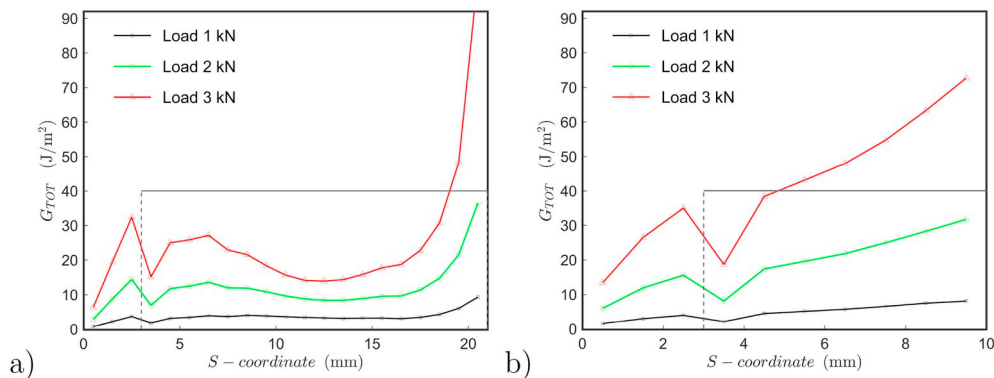 Load 1 kN
Load 2 kN
Load 3 kN
90
80
70
60
50
40
30
20
10
0
G_TOT (J/m²)
0 5 10 15 20
S − coordinate (mm)
a)
Load 1 kN
Load 2 kN
Load 3 kN
90
80
70
60
50
40
30
20
10
0
G_TOT (J/m²)
0 2 4 6 8 10
S − coordinate (mm)
b)